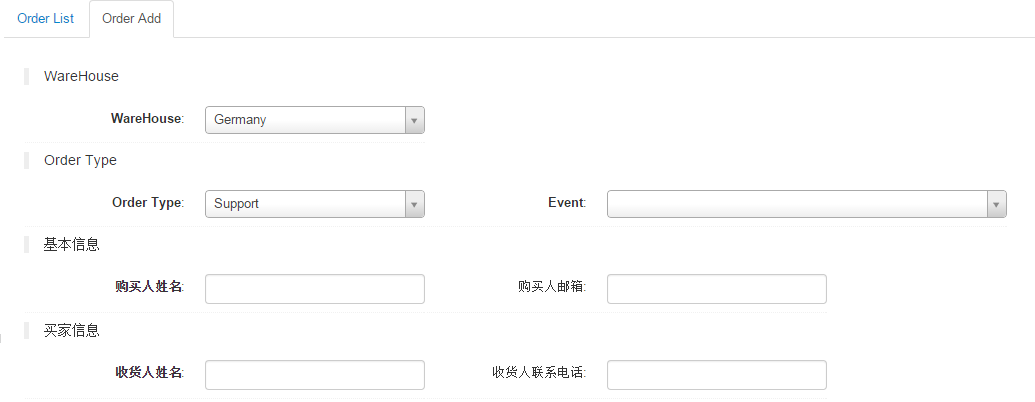 Order List Order Add
WareHouse
WareHouse: Germany
Order Type
Order Type: Support Event:
基本信息
购买人姓名: 购买人邮箱:
买家信息
收货人姓名: 收货人联系电话: